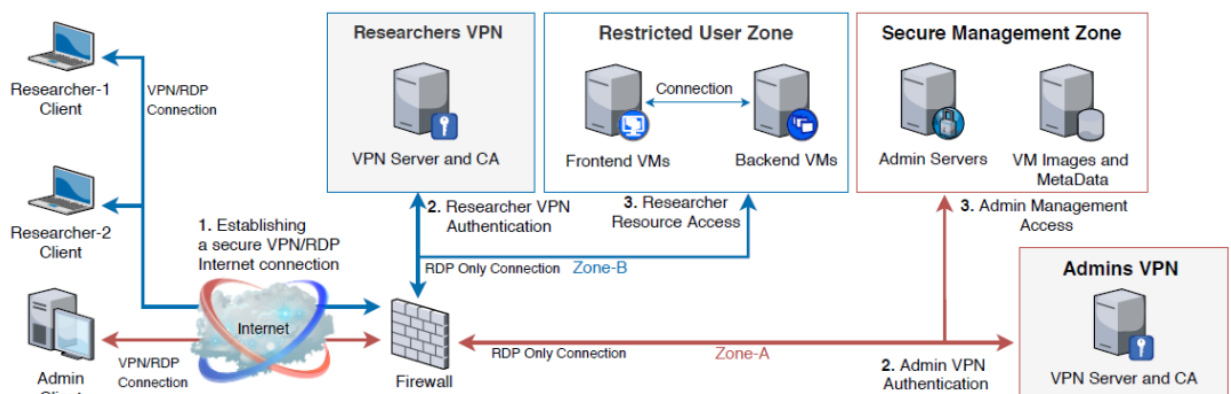 Researchers VPN
Restricted User Zone
Secure Management Zone
Researcher-1
Client
VPN/RDP
Connection
VPN Server and CA
Connection
Frontend VMs
Backend VMs
Admin Servers
VM Images and
MetaData
Researcher-2
Client
1. Establishing
a secure VPN/RDP
Internet connection
2. Researcher VPN
Authentication
3. Researcher
Resource Access
3. Admin Management
Access
RDP Only Connection
Zone-B
Admins VPN
Internet
VPN/RDP
Connection
Admin
Client
Firewall
RDP Only Connection
Zone-A
2. Admin VPN
Authentication
VPN Server and CA